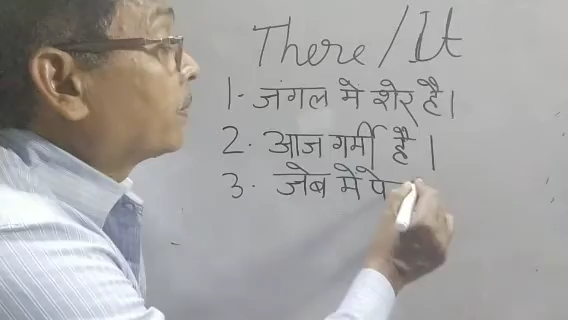 There/It
1- जंगल मे शेर है।
2. आज गर्मी है।
3. जेब मे पे